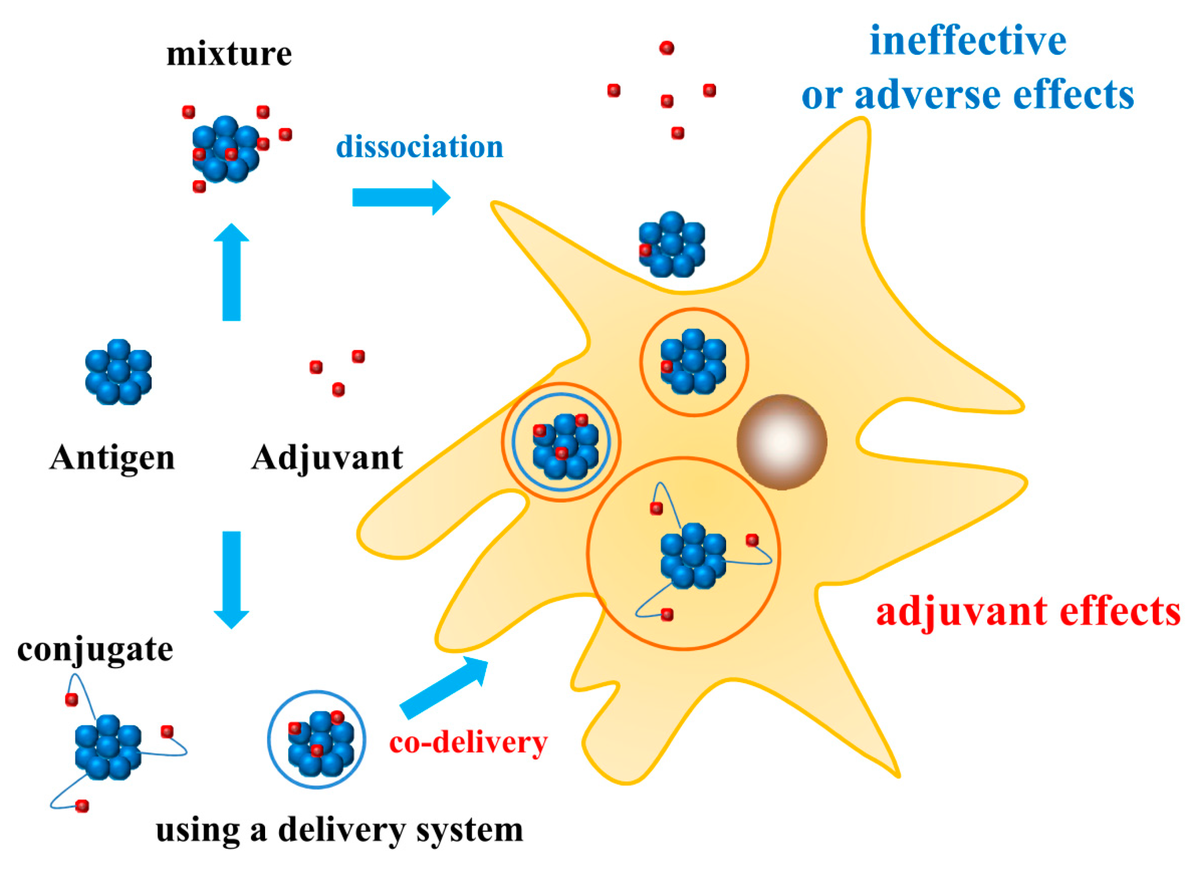 mixture
ineffective
or adverse effects
dissociation
Antigen
Adjuvant
conjugate
adjuvant effects
co-delivery
using a delivery system